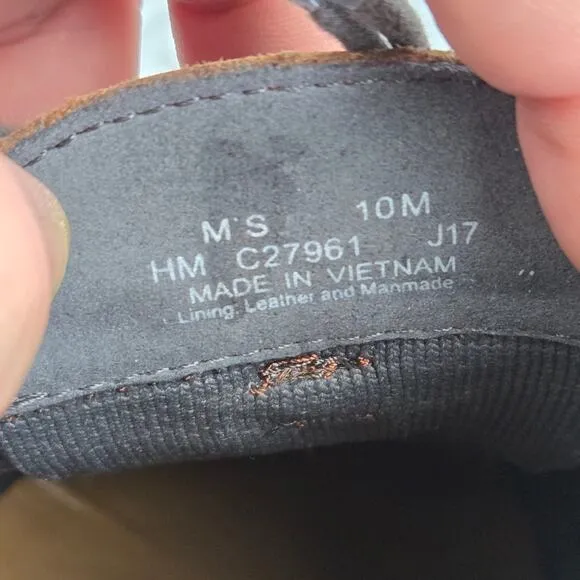 M'S 10M
HM C27961 J17
MADE IN VIETNAM
Lining: Leather and Manmade